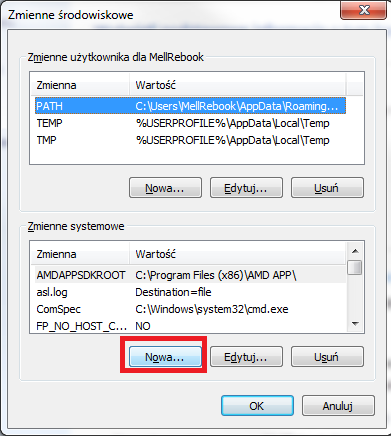 Zmienne środowiskowe
Zmienne użytkownika dla MellRebook
Zmienna Wartość
PATH C:\Users\MellRebook\AppData\Roaming...
TEMP %USERPROFILE%\AppData\Local\Temp
TMP %USERPROFILE%\AppData\Local\Temp
Nowa... Edytuj... Usuń
Zmienne systemowe
Zmienna Wartość
AMDAPPSDKROOT C:\Program Files (x86)\AMD APP\
asl.log Destination=file
ComSpec C:\Windows\system32\cmd.exe
FP_NO_HOST_C... NO
Nowa... Edytuj... Usuń
OK Anuluj